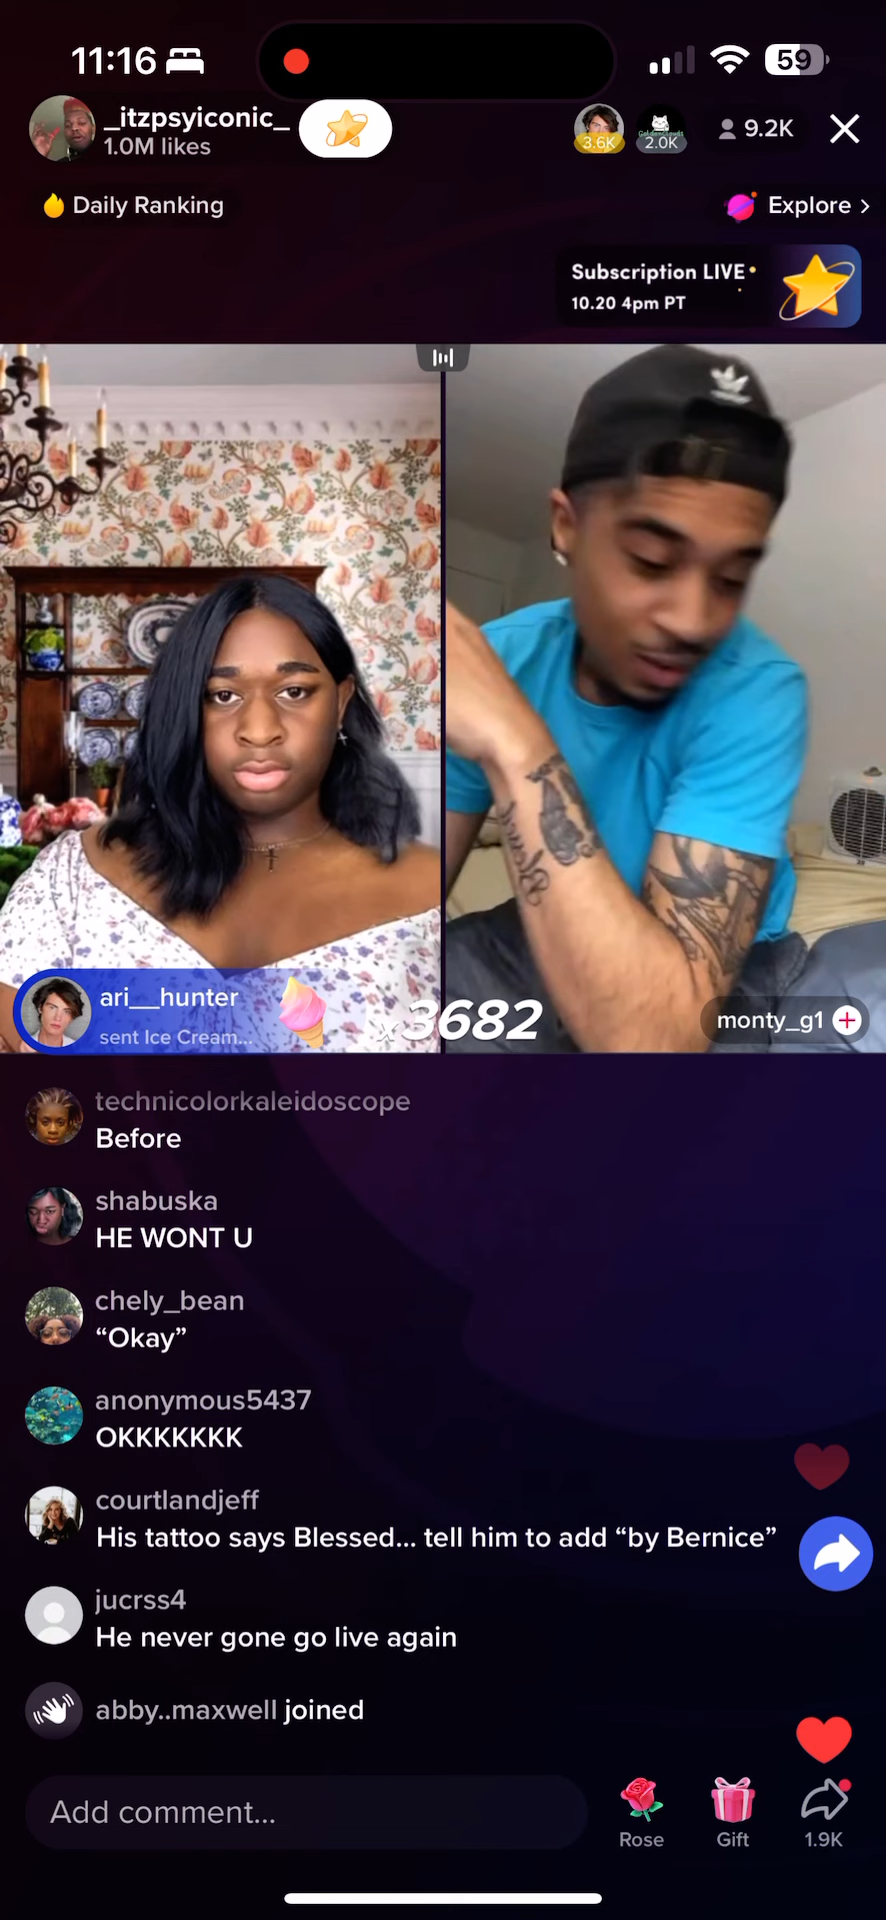 11:16
59
_itzpsyiconic_
1.0M likes
3.6K
2.0K
9.2K
Daily Ranking
Explore >
Subscription LIVE
10.20 4pm PT
ari__hunter
sent Ice Cream...
x3682
monty_g1
technicolorkaleidoscope
Before
shabuska
HE WONT U
chely_bean
“Okay”
anonymous5437
OKKKKKKK
courtlandjeff
His tattoo says Blessed... tell him to add “by Bernice”
jucrss4
He never gone go live again
abby..maxwell joined
Add comment...
Rose
Gift
1.9K